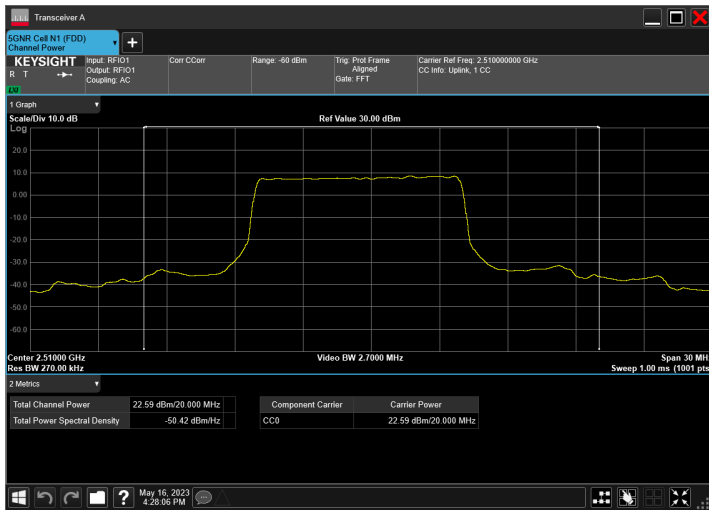 Transceiver A
5GNR Cell N1 (FDD)
Channel Power
KEYSIGHT
R T
LXI
Input: RFIO1
Output: RFIO1
Coupling: AC
Corr CCorr
Range: -60 dBm
Trig: Prot Frame
Aligned
Gate: FFT
Carrier Ref Freq: 2.510000000 GHz
CC Info: Uplink, 1 CC
1 Graph
Scale/Div 10.0 dB
Ref Value 30.00 dBm
Log
20.0
10.0
0.00
-10.0
-20.0
-30.0
-40.0
-50.0
-60.0
Center 2.51000 GHz
Video BW 2.7000 MHz
Span 30 MH
Res BW 270.00 kHz
Sweep 1.00 ms (1001 pts
2 Metrics
Total Channel Power 22.59 dBm/20.000 MHz
Total Power Spectral Density -50.42 dBm/Hz
Component Carrier Carrier Power
CC0 22.59 dBm/20.000 MHz
May 16, 2023
4:28:06 PM